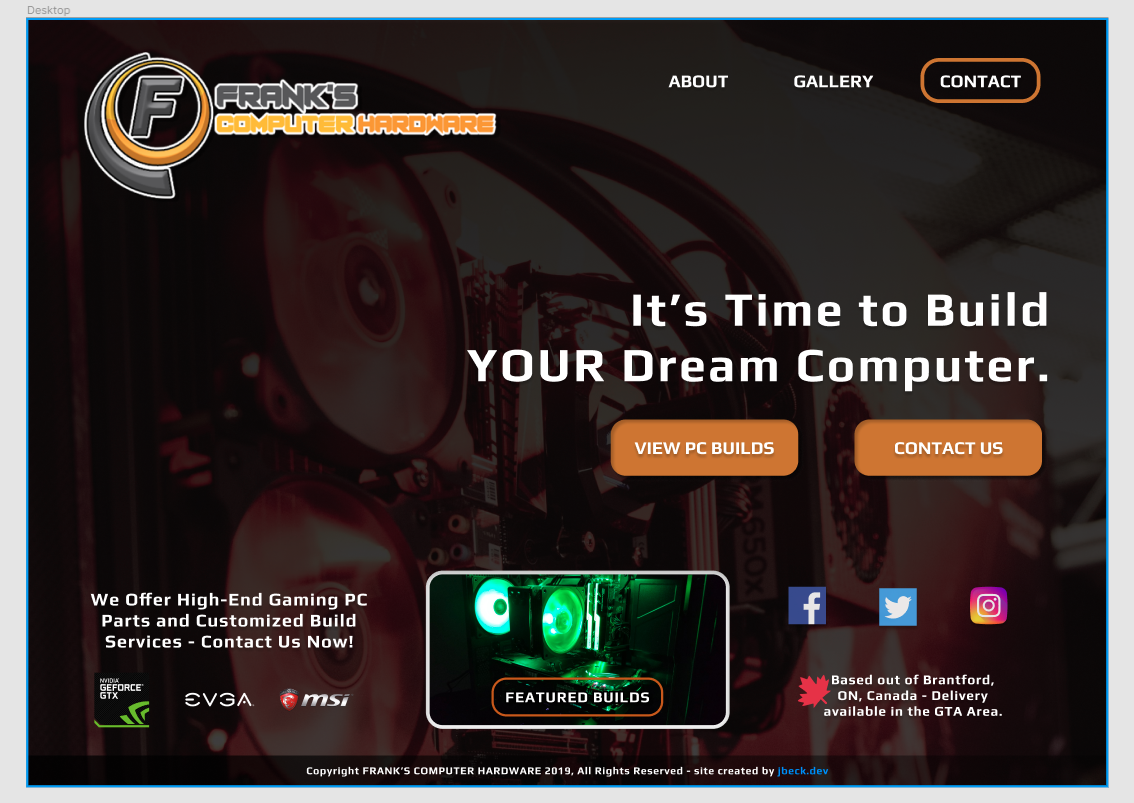 Desktop
F
FRANK'S
COMPUTER HARDWARE
ABOUT
GALLERY
CONTACT
It’s Time to Build
YOUR Dream Computer.
VIEW PC BUILDS
CONTACT US
We Offer High-End Gaming PC
Parts and Customized Build
Services - Contact Us Now!
NVIDIA
GEFORCE
GTX
EVGA
msi
FEATURED BUILDS
Based out of Brantford,
ON, Canada - Delivery
available in the GTA Area.
Copyright FRANK’S COMPUTER HARDWARE 2019, All Rights Reserved - site created by jbeck.dev